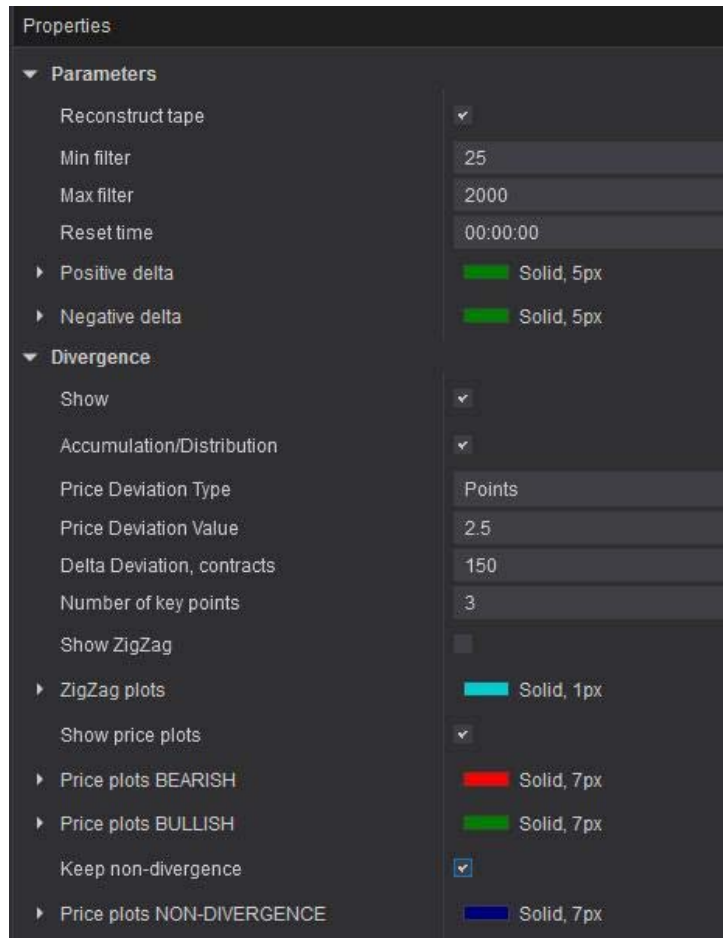 Properties
Parameters
Reconstruct tape
Min filter 25
Max filter 2000
Reset time 00:00:00
Positive delta Solid, 5px
Negative delta Solid, 5px
Divergence
Show
Accumulation/Distribution
Price Deviation Type Points
Price Deviation Value 2.5
Delta Deviation, contracts 150
Number of key points 3
Show ZigZag
ZigZag plots Solid, 1px
Show price plots
Price plots BEARISH Solid, 7px
Price plots BULLISH Solid, 7px
Keep non-divergence
Price plots NON-DIVERGENCE Solid, 7px